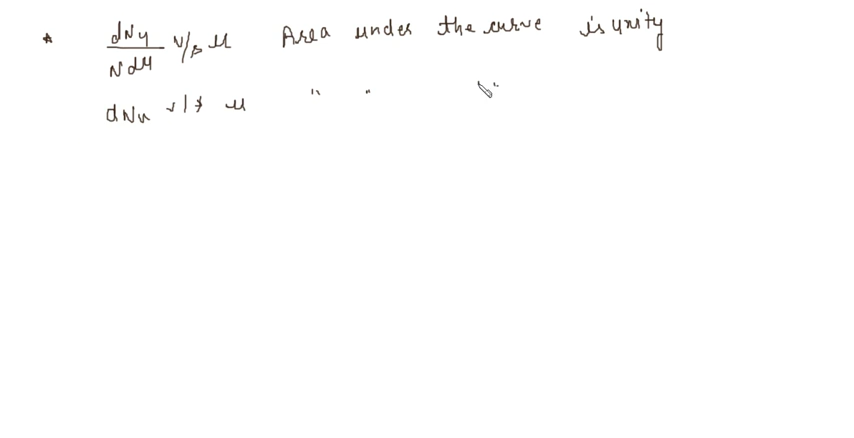 * dNu/Ndu v/s u Area under the curve is unity
dNu v/s u " " "